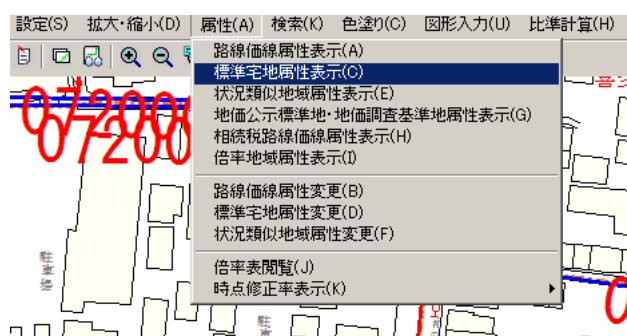 設定(S) 拡大・縮小(D) 属性(A) 検索(K) 色塗り(C) 図形入力(U) 比準計算(H)
路線価線属性表示(A)
標準宅地属性表示(C)
状況類似地域属性表示(E)
地価公示標準地・地価調査基準地属性表示(G)
相続税路線価線属性表示(H)
倍率地域属性表示(I)
路線価線属性変更(B)
標準宅地属性変更(D)
状況類似地域属性変更(F)
倍率表閲覧(J)
時点修正率表示(K)
07200
07200
駐車場
駐車
0